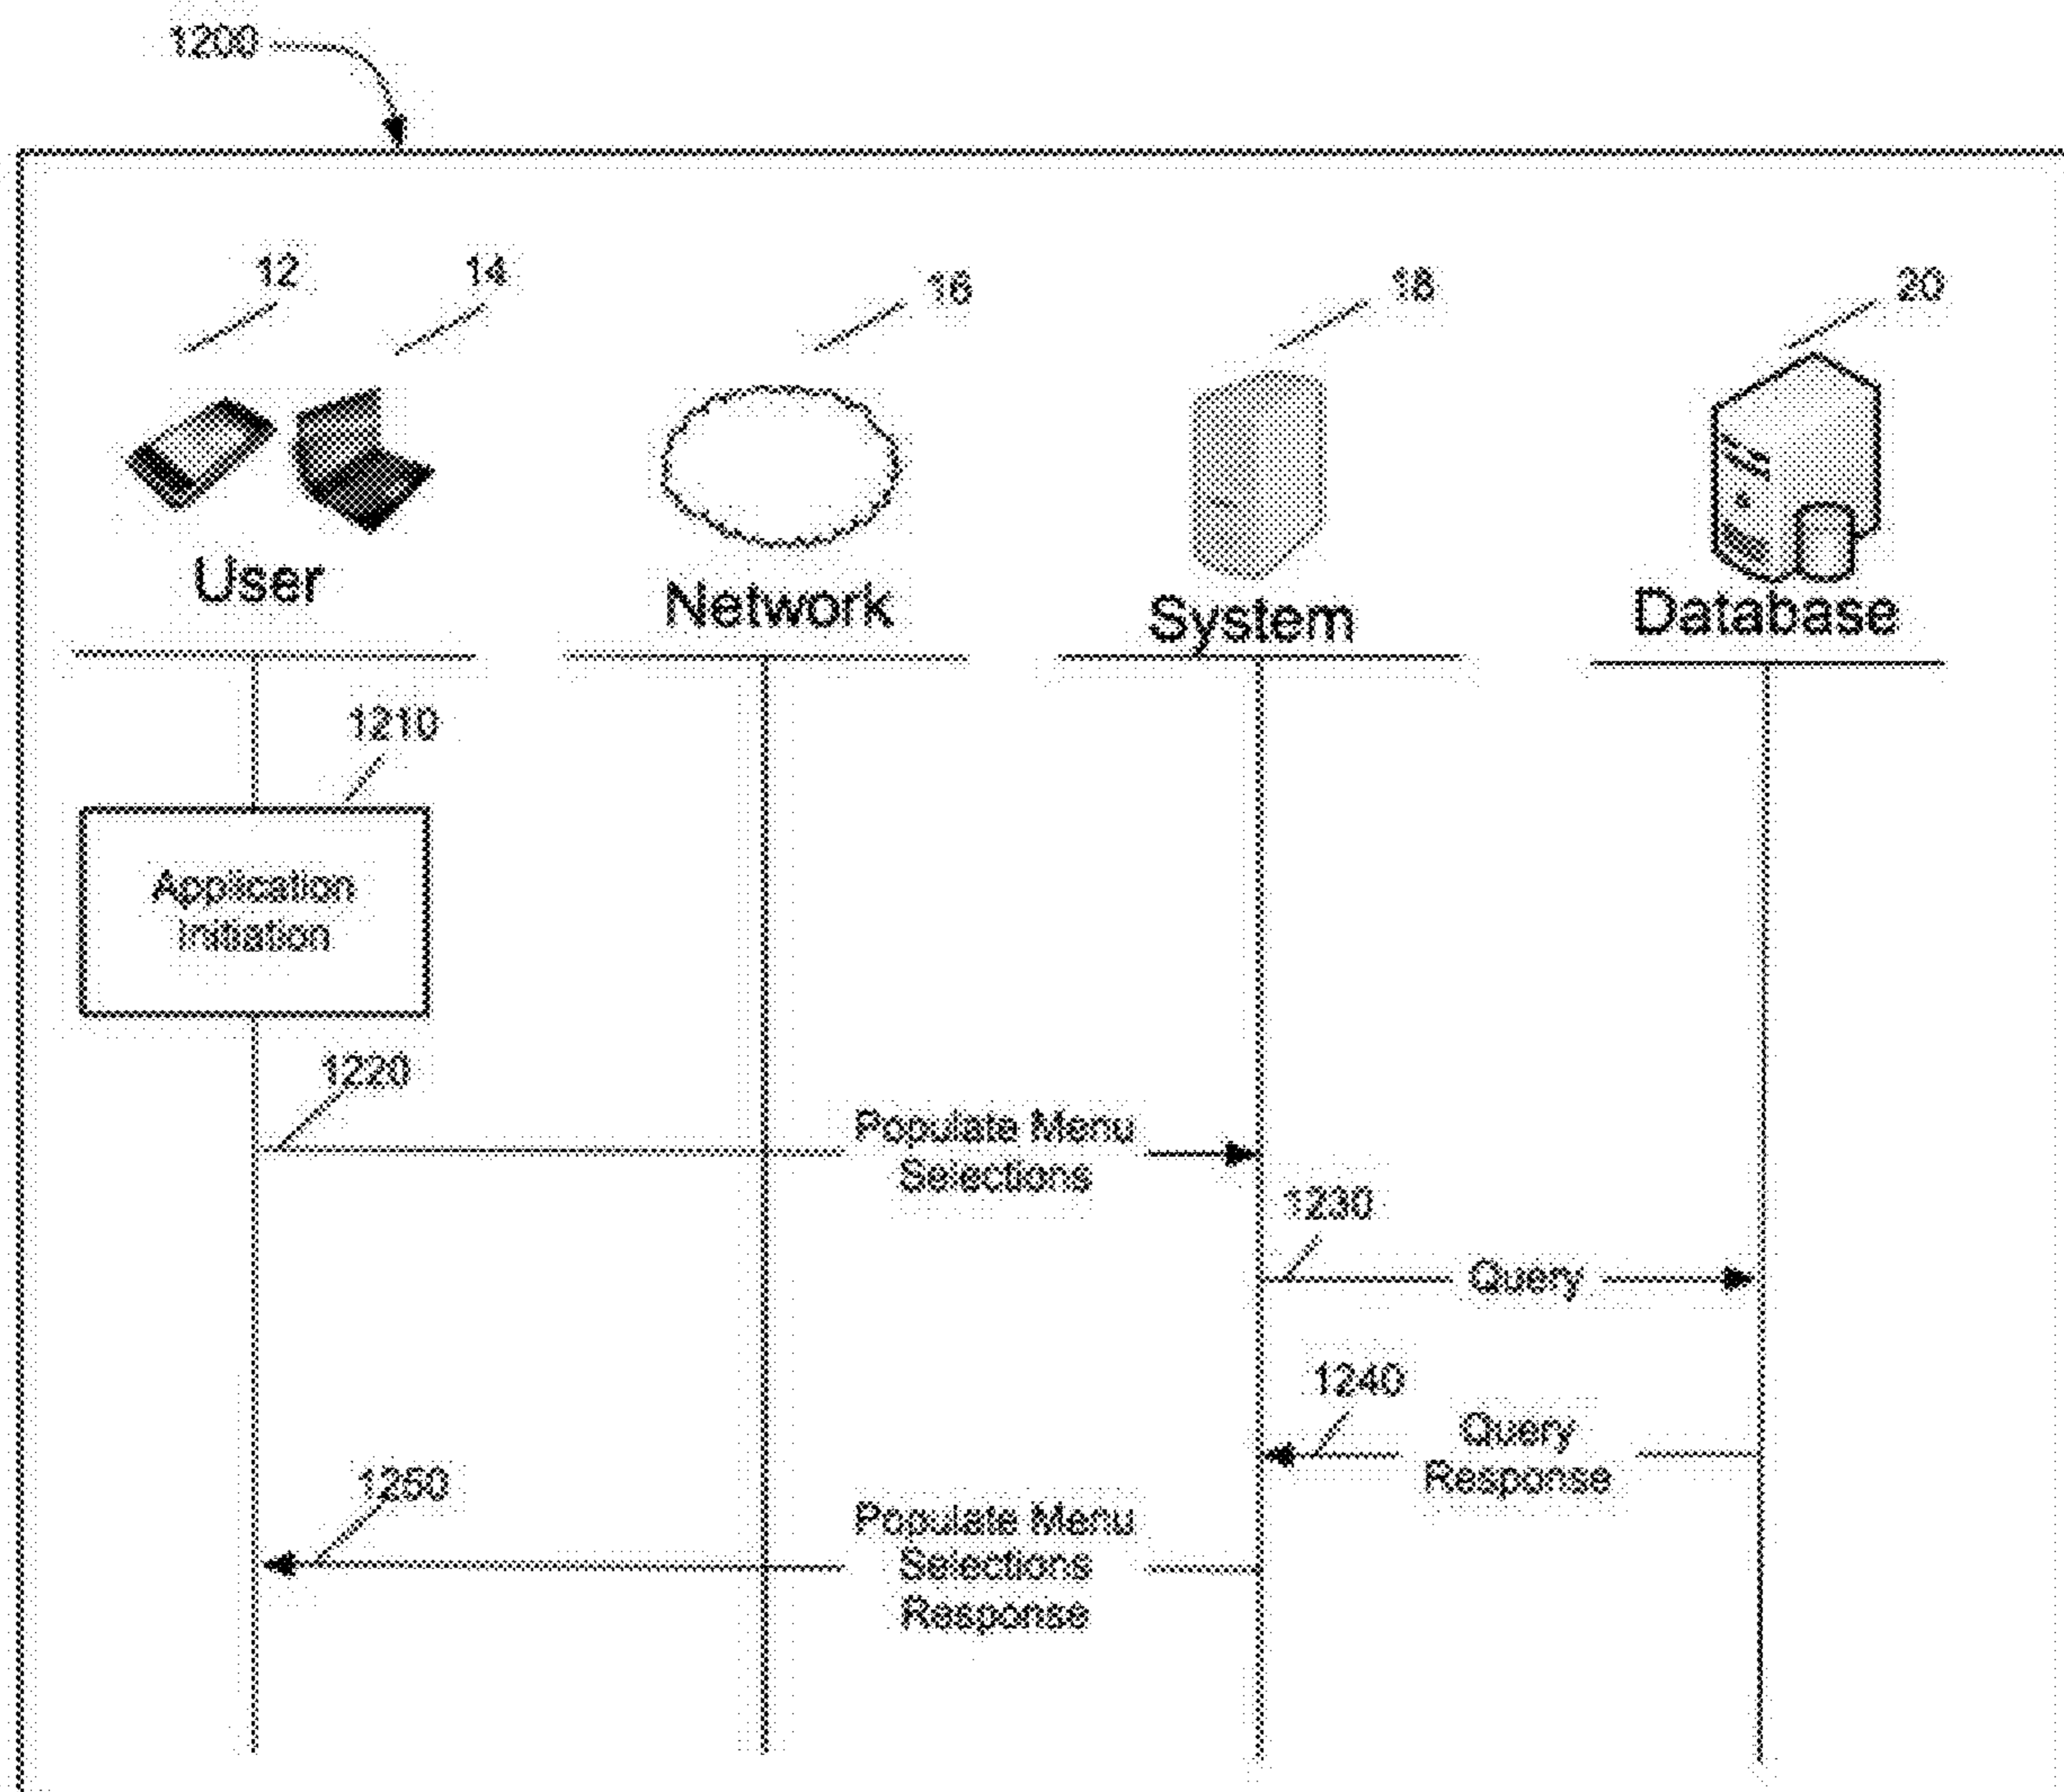 1200
12
14
16
18
20
User
Network
System
Database
1210
Application
Initiation
1220
Populate Menu
Selections
1230
Query
1240
Query
Response
1250
Populate Menu
Selections
Response